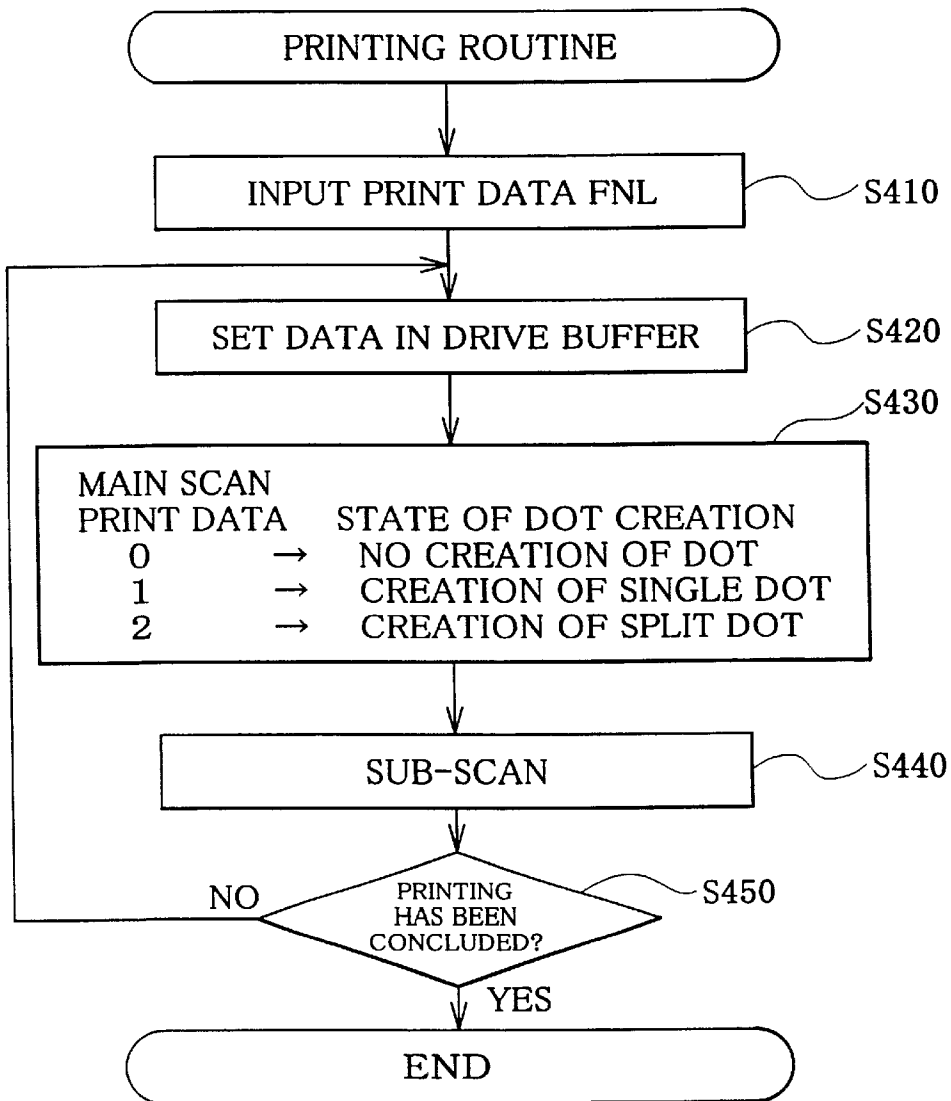 PRINTING ROUTINE
INPUT PRINT DATA FNL
S410
SET DATA IN DRIVE BUFFER
S420
S430
MAIN SCAN
PRINT DATA STATE OF DOT CREATION
0 → NO CREATION OF DOT
1 → CREATION OF SINGLE DOT
2 → CREATION OF SPLIT DOT
SUB-SCAN
S440
NO
PRINTING
HAS BEEN
CONCLUDED?
S450
YES
END